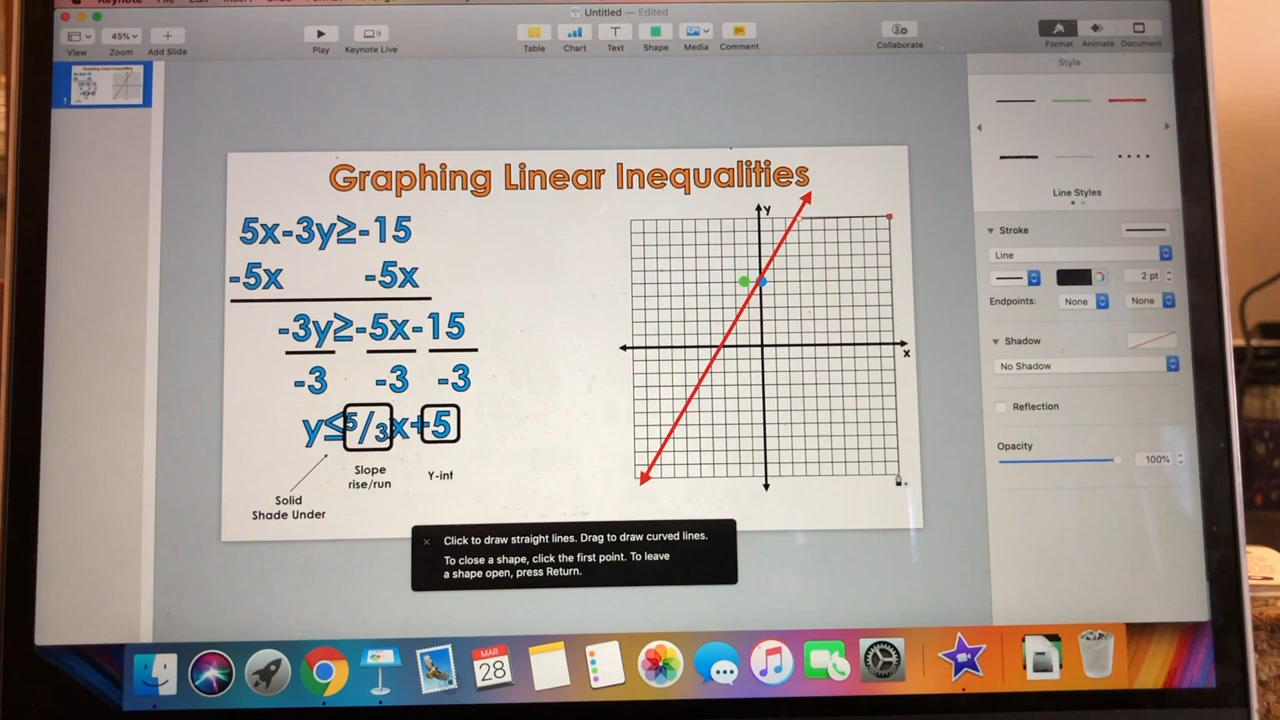 Untitled — Edited
45%
View
Zoom
Add Slide
Play
Keynote Live
Table
Chart
Text
Shape
Media
Comment
Collaborate
Format
Animate
Document
Style
1
Graphing Linear Inequalities
5x-3y≥-15
-5x -5x
-3y≥-5x-15
-3 -3 -3
y≤5/3x+5
Slope
rise/run
Y-int
Solid
Shade Under
y
x
Click to draw straight lines. Drag to draw curved lines.
To close a shape, click the first point. To leave
a shape open, press Return.
Line Styles
Stroke
Line
2 pt
Endpoints: None None
Shadow
No Shadow
Reflection
Opacity
100%
MAR
28